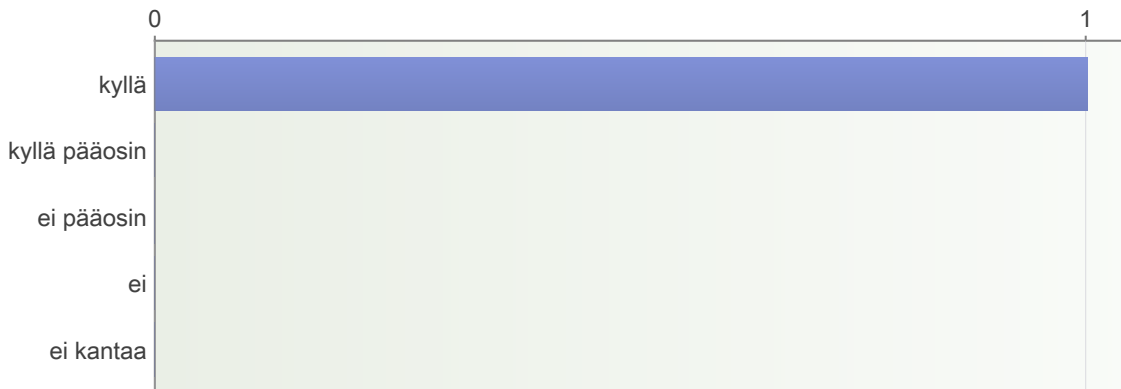 0 1
kyllä
kyllä pääosin
ei pääosin
ei
ei kantaa